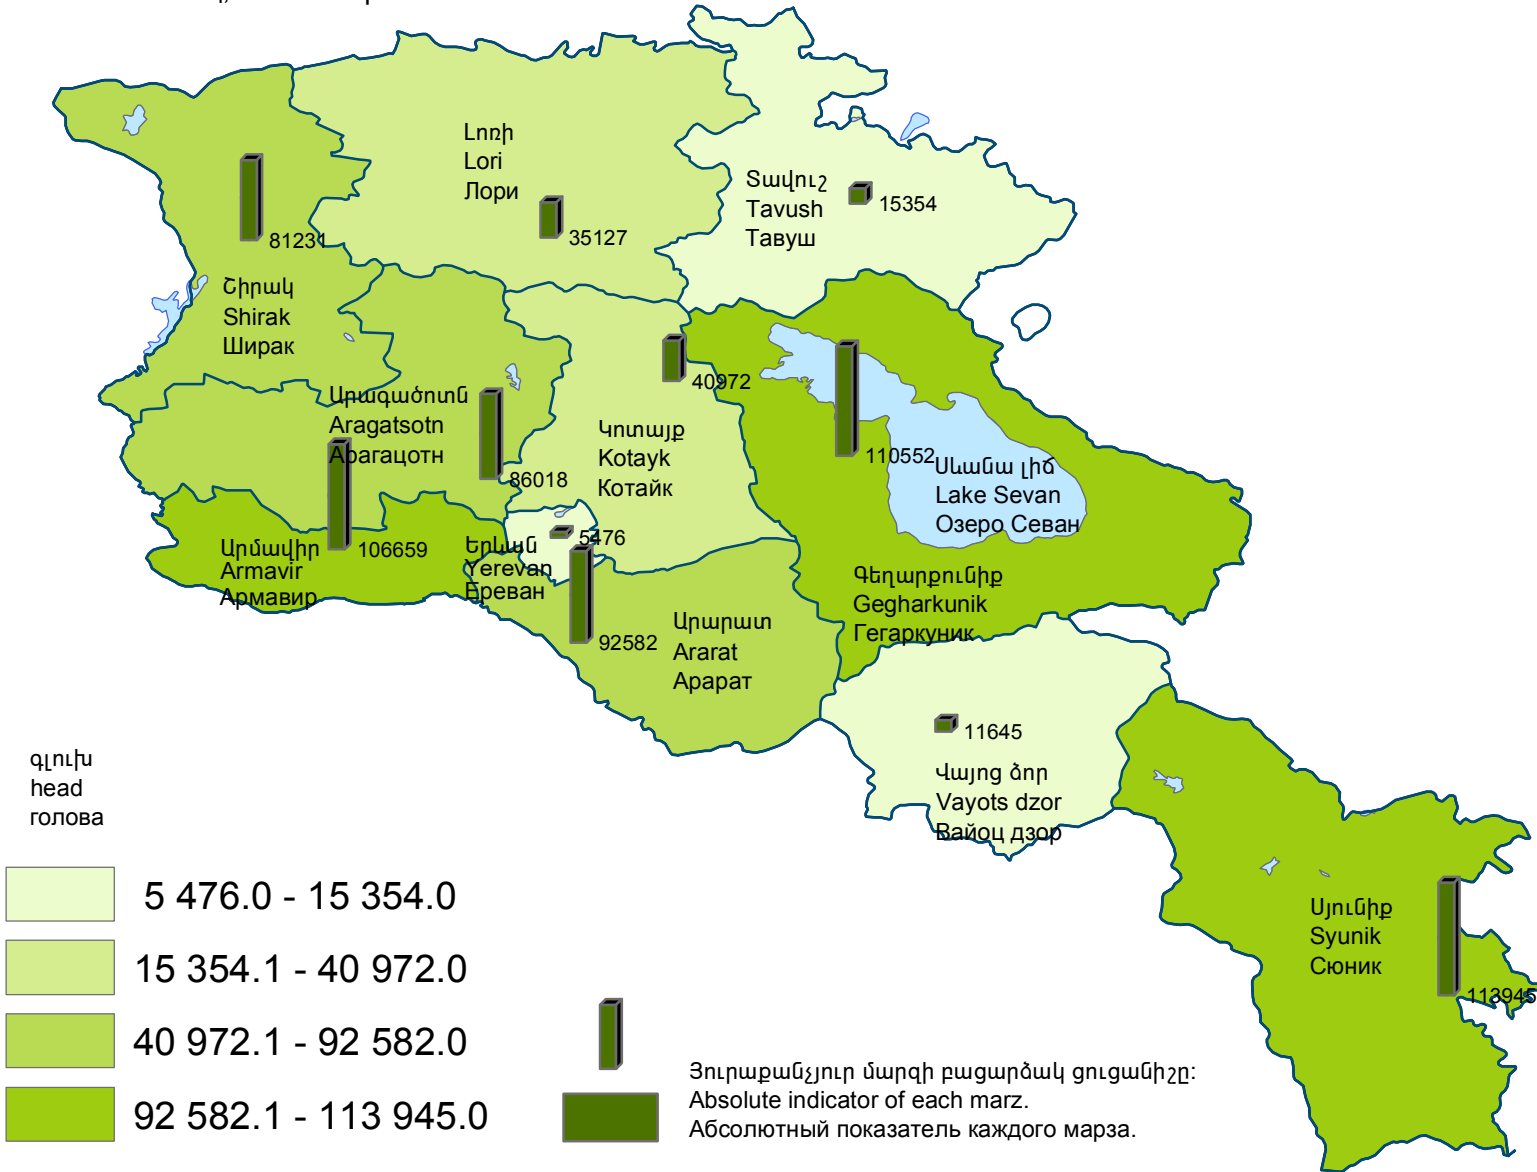 Լոռի
Lori
Лори
35127
Տավուշ
Tavush
Тавуш
15354
81231
Շիրակ
Shirak
Ширак
40972
Արագածոտն
Aragatsotn
Арагацотн
86018
Կոտայք
Kotayk
Котайк
110552
Սևանա լիճ
Lake Sevan
Озеро Севан
Արմավիր
Armavir
Армавир
106659
Երևան
Yerevan
Ереван
5476
92582
Արարատ
Ararat
Арарат
Գեղարքունիք
Gegharkunik
Гегаркуник
11645
Վայոց ձոր
Vayots dzor
Вайоц дзор
Սյունիք
Syunik
Сюник
113945
գլուխ
head
голова
5 476.0 - 15 354.0
15 354.1 - 40 972.0
40 972.1 - 92 582.0
92 582.1 - 113 945.0
Յուրաքանչյուր մարզի բացարձակ ցուցանիշը:
Absolute indicator of each marz.
Абсолютный показатель каждого марза.